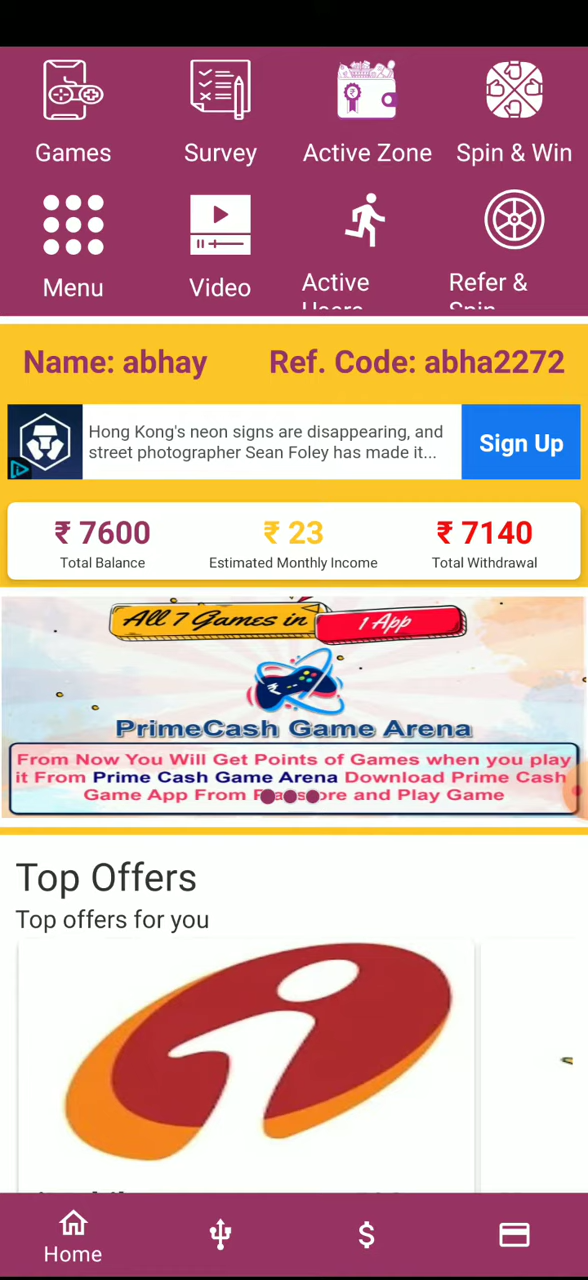 Games Survey Active Zone Spin & Win
Menu Video Active Users Refer & Spin
Name: abhay Ref. Code: abha2272
Hong Kong's neon signs are disappearing, and
street photographer Sean Foley has made it...
Sign Up
₹ 7600 ₹ 23 ₹ 7140
Total Balance Estimated Monthly Income Total Withdrawal
All 7 Games in 1 App
PrimeCash Game Arena
From Now You Will Get Points of Games when you play
it From Prime Cash Game Arena Download Prime Cash
Game App From and Play Game
Top Offers
Top offers for you
Home